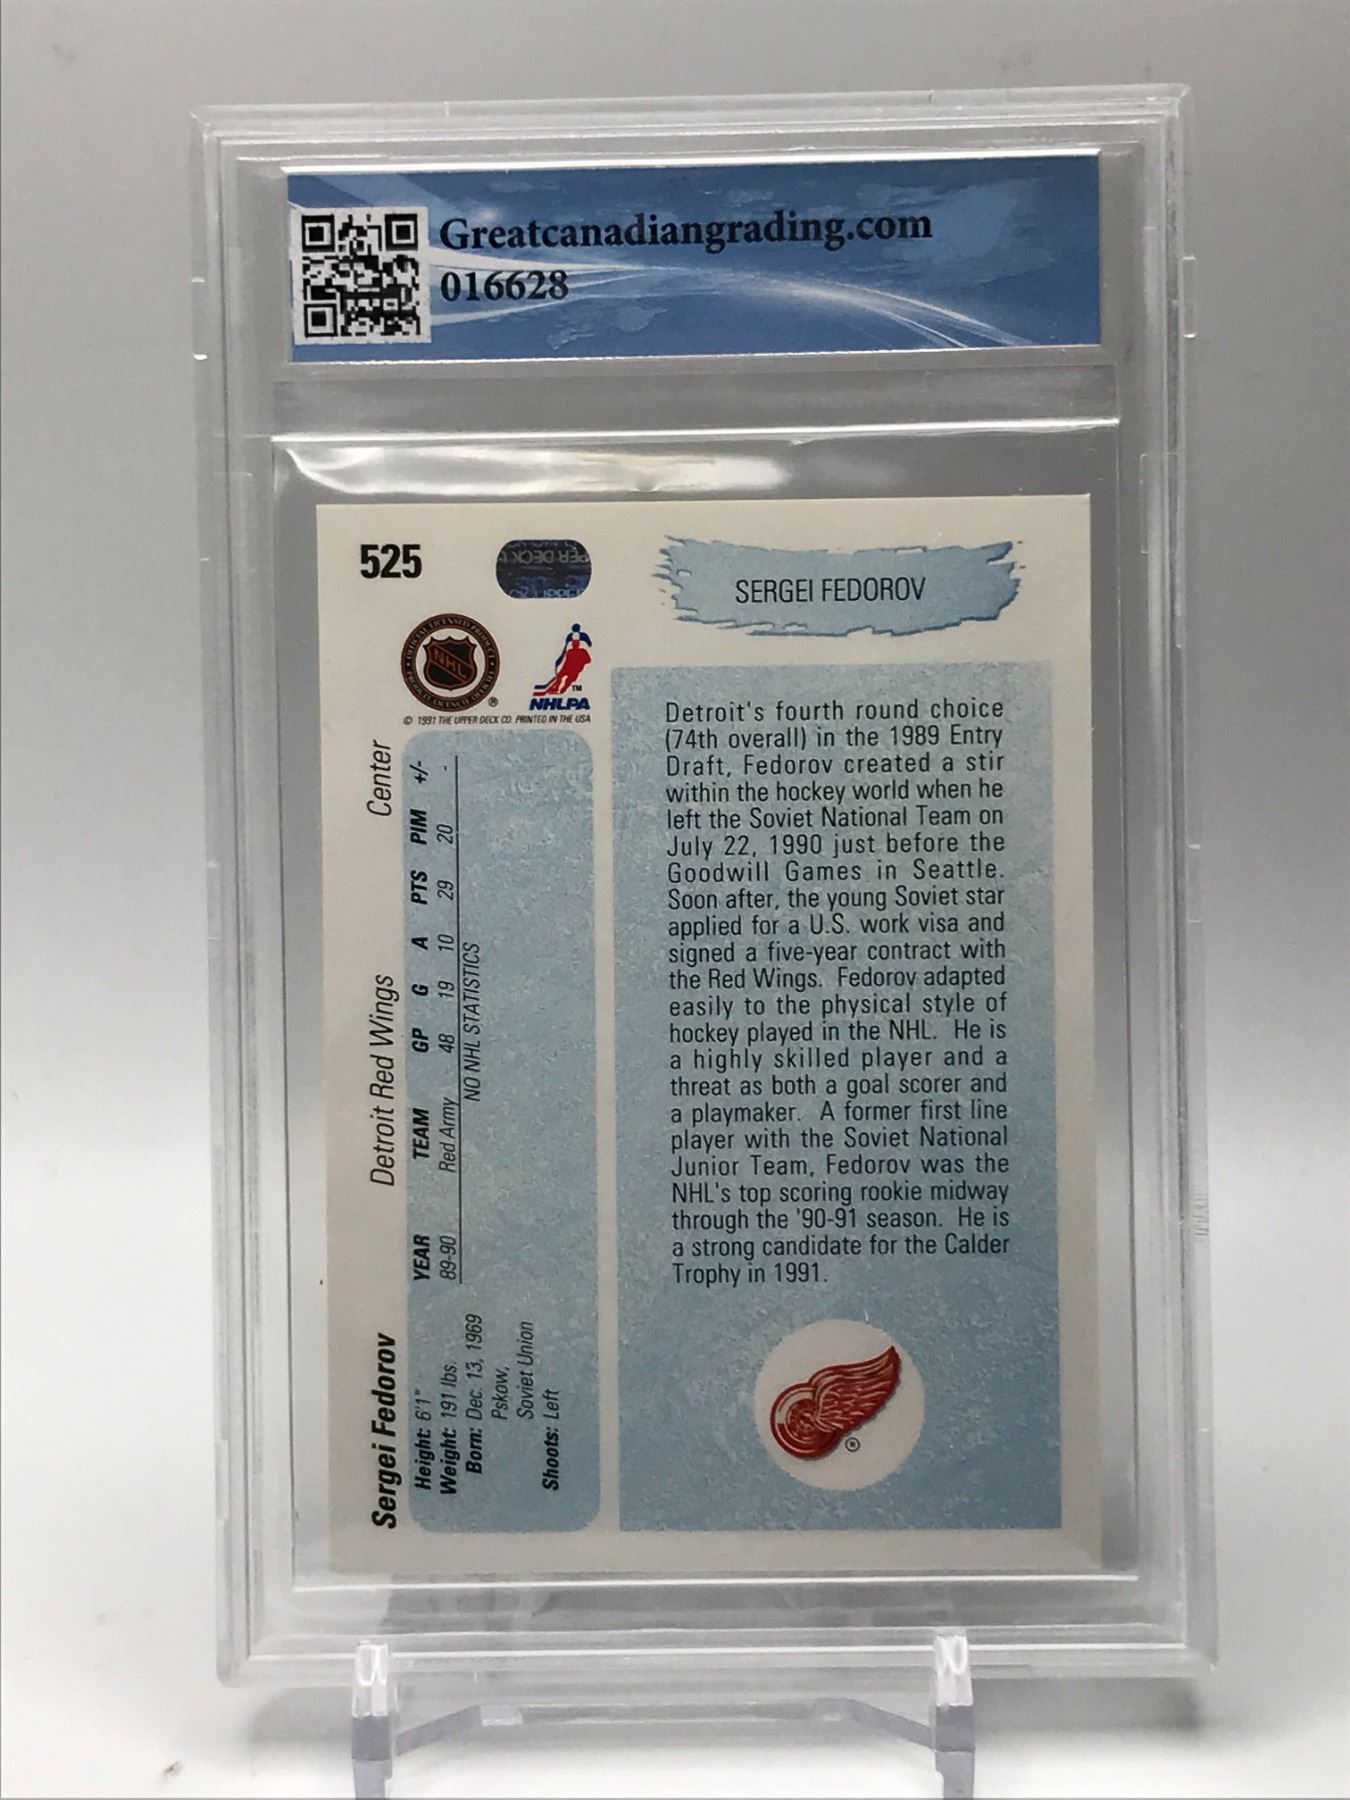 Greatcanadiangrading.com
016628
525
SERGEI FEDOROV
NHL
NHLPA
© 1991 THE UPPER DECK CO. PRINTED IN THE USA
Detroit's fourth round choice
(74th overall) in the 1989 Entry
Draft, Fedorov created a stir
within the hockey world when he
left the Soviet National Team on
July 22, 1990 just before the
Goodwill Games in Seattle.
Soon after, the young Soviet star
applied for a U.S. work visa and
signed a five-year contract with
the Red Wings. Fedorov adapted
easily to the physical style of
hockey played in the NHL. He is
a highly skilled player and a
threat as both a goal scorer and
a playmaker. A former first line
player with the Soviet National
Junior Team, Fedorov was the
NHL's top scoring rookie midway
through the '90-91 season. He is
a strong candidate for the Calder
Trophy in 1991.
Sergei Fedorov Detroit Red Wings Center
Height: 6'1"
Weight: 191 lbs.
Born: Dec. 13, 1969
Pskow,
Soviet Union
Shoots: Left
YEAR TEAM GP G A PTS PIM +/-
89-90 Red Army 48 19 10 29 20 -
NO NHL STATISTICS